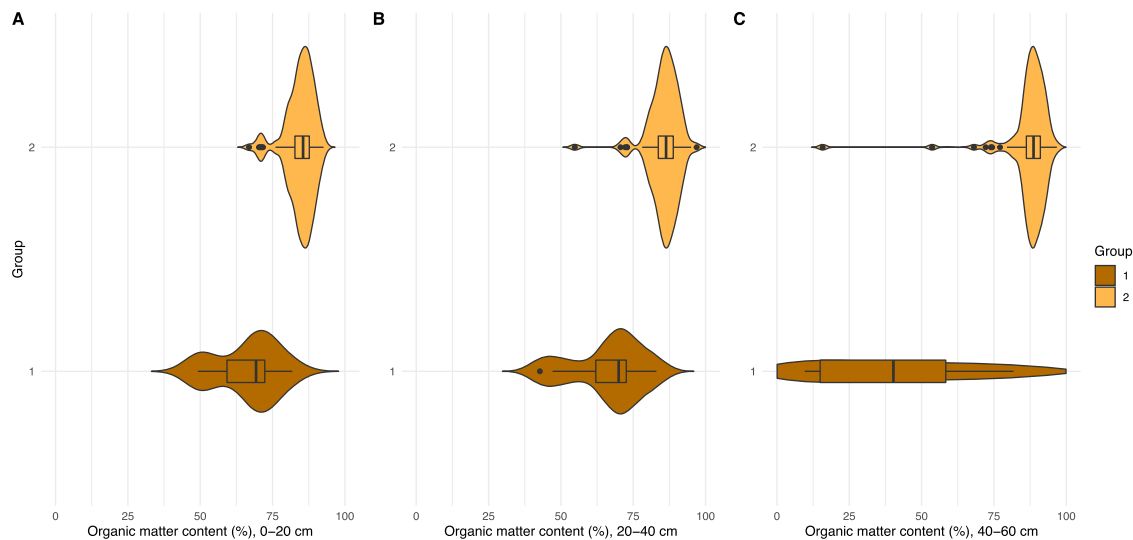 A
B
C
Group
2
1
0
25
50
75
100
Organic matter content (%), 0–20 cm
2
1
0
25
50
75
100
Organic matter content (%), 20–40 cm
2
1
0
25
50
75
100
Organic matter content (%), 40–60 cm
Group
1
2